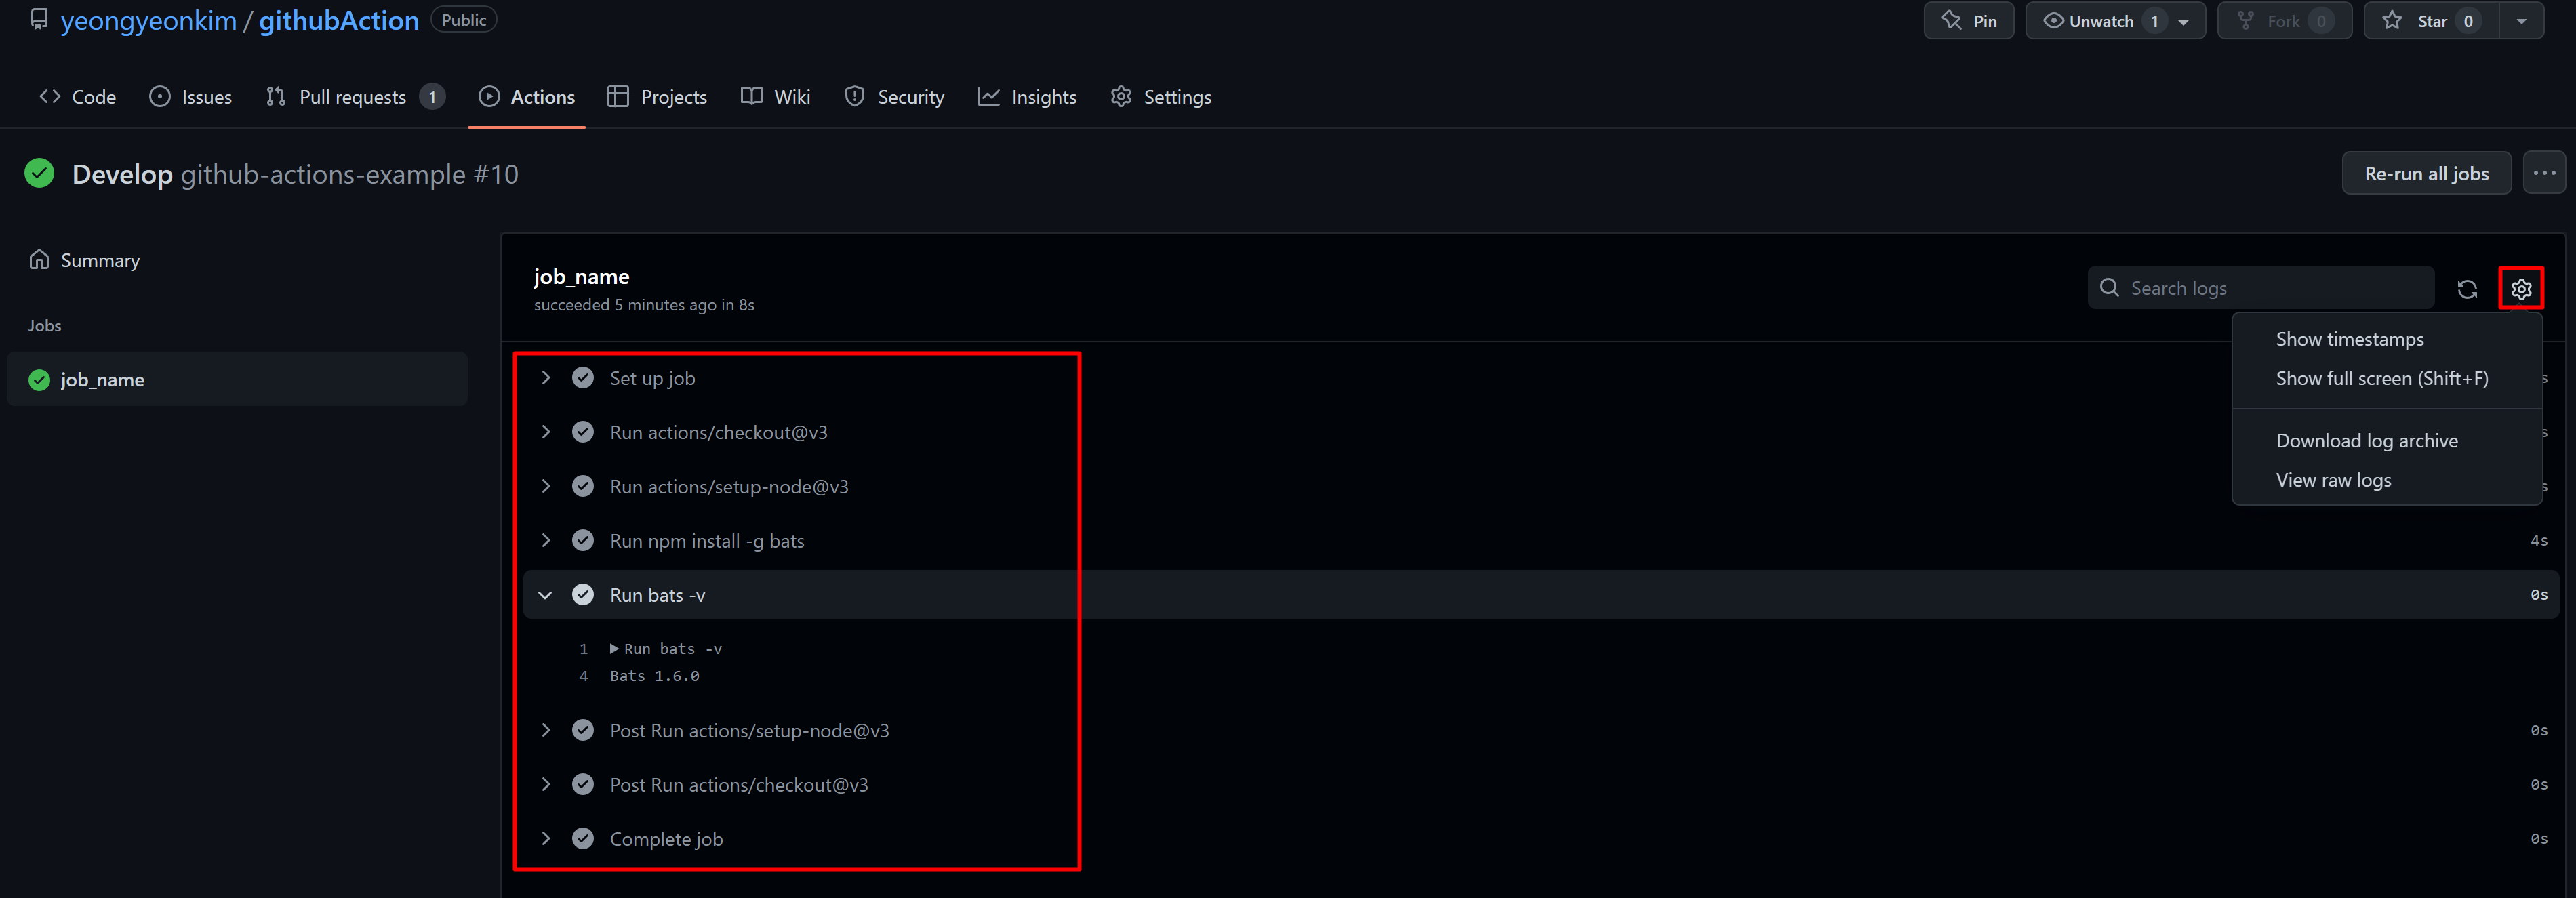 yeongyeonkim / githubAction Public
Pin Unwatch 1 Fork 0 Star 0
Code Issues Pull requests 1 Actions Projects Wiki Security Insights Settings
Develop github-actions-example #10
Re-run all jobs
Summary
Jobs
job_name
job_name
succeeded 5 minutes ago in 8s
Search logs
Show timestamps
Show full screen (Shift+F)
Download log archive
View raw logs
Set up job
s
Run actions/checkout@v3
s
Run actions/setup-node@v3
s
Run npm install -g bats
4s
Run bats -v
0s
1 Run bats -v
4 Bats 1.6.0
Post Run actions/setup-node@v3
0s
Post Run actions/checkout@v3
0s
Complete job
0s